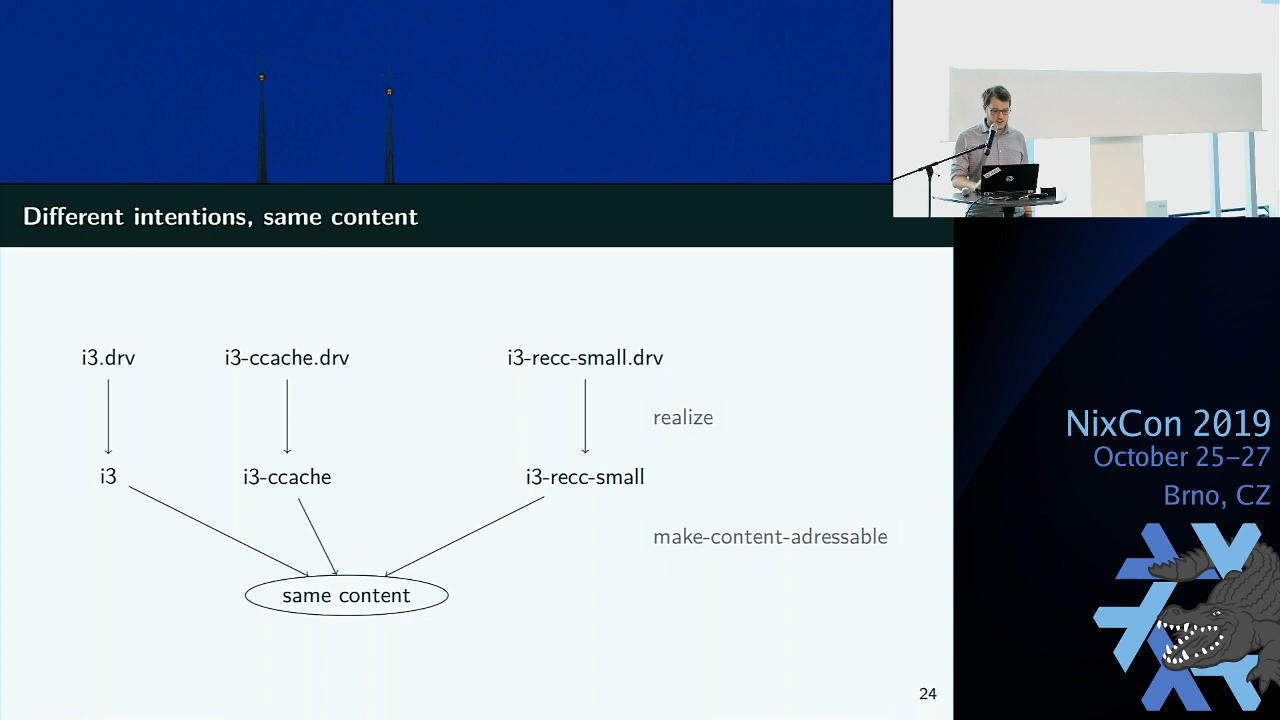 Different intentions, same content
i3.drv i3-ccache.drv i3-recc-small.drv
realize
i3 i3-ccache i3-recc-small
make-content-adressable
same content
24
NixCon 2019
October 25–27
Brno, CZ